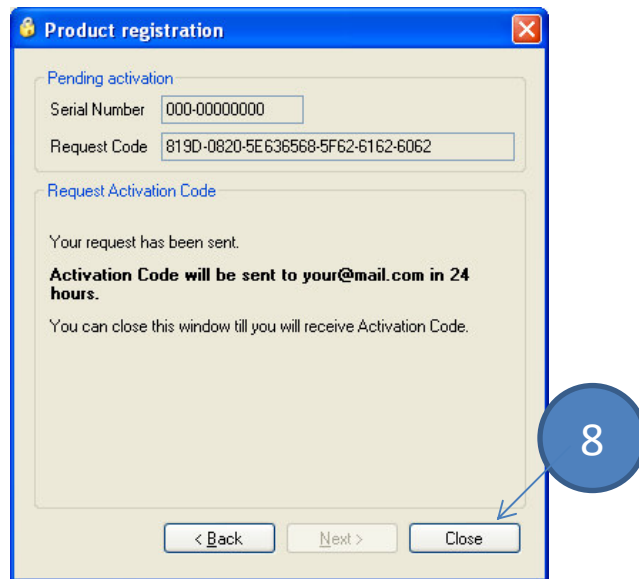 Product registration
Pending activation
Serial Number 000-00000000
Request Code 819D-0820-5E636568-5F62-6162-6062
Request Activation Code
Your request has been sent.
Activation Code will be sent to your@mail.com in 24
hours.
You can close this window till you will receive Activation Code.
8
< Back Next > Close